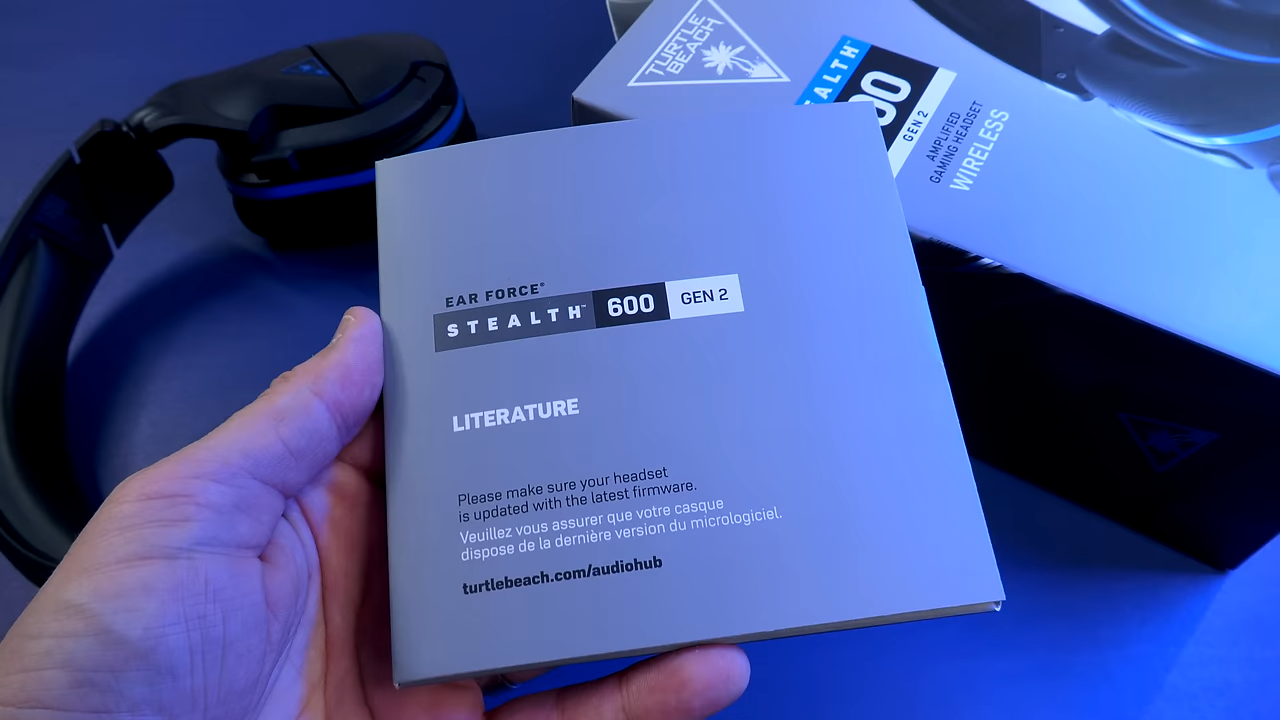 TURTLE
BEACH
ALTH™
00
GEN 2
AMPLIFIED
GAMING HEADSET
WIRELESS
EAR FORCE®
STEALTH™ 600 GEN 2
LITERATURE
Please make sure your headset
is updated with the latest firmware.
Veuillez vous assurer que votre casque
dispose de la dernière version du micrologiciel.
turtlebeach.com/audiohub